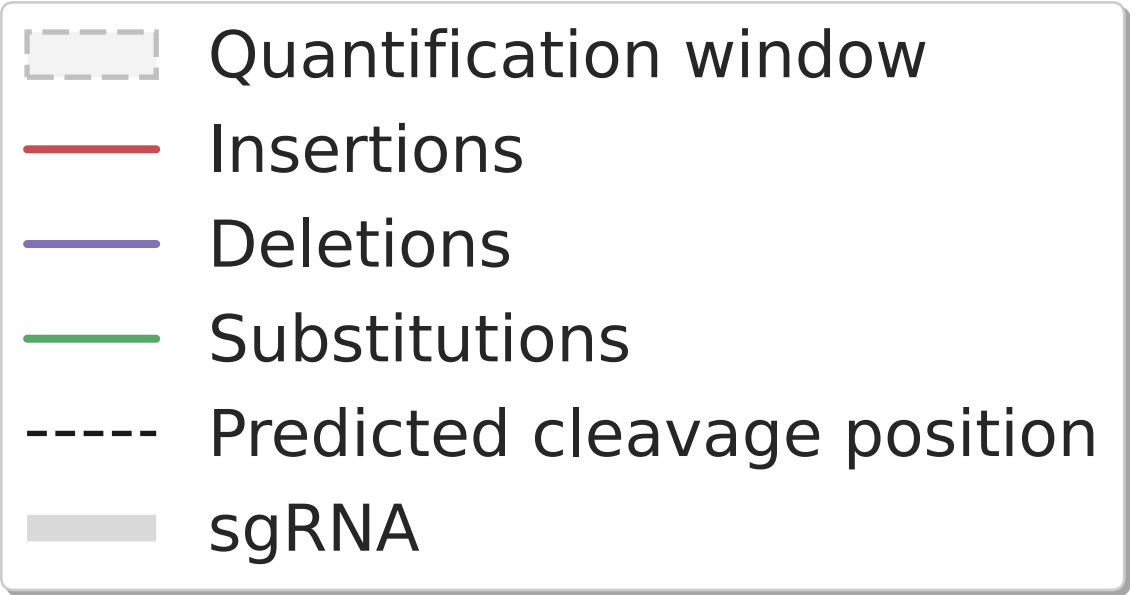 Quantification window
Insertions
Deletions
Substitutions
Predicted cleavage position
sgRNA